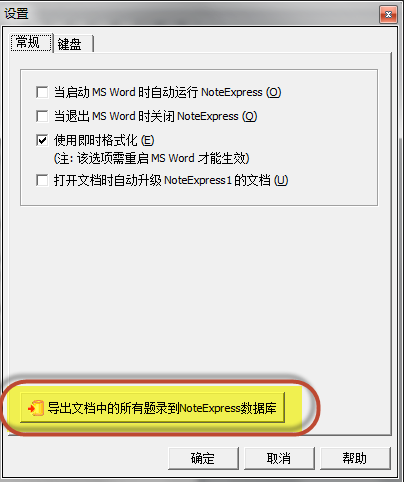 设置
常规 键盘
当启动 MS Word 时自动运行 NoteExpress (O)
当退出 MS Word 时关闭 NoteExpress (Q)
使用即时格式化 (E)
(注: 该选项需重启 MS Word 才能生效)
打开文档时自动升级 NoteExpress1 的文档 (U)
导出文档中的所有题录到NoteExpress数据库
确定 取消 帮助